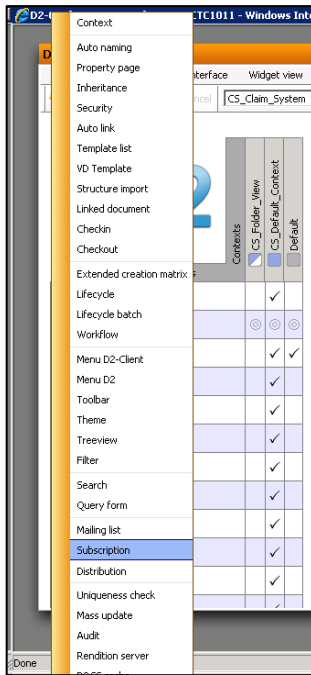 D2-
CTC1011 - Windows Int
Context
D
Auto naming
Property page
nterface
Widget view
Inheritance
Security
ncel
CS_Claim_System
Auto link
Template list
VD Template
Structure import
Linked document
Checkin
Checkout
2
Contexts
CS_Folder_View
CS_Default_Context
Default
Extended creation matrix
s
Lifecycle
Lifecycle batch
Workflow
Menu D2-Client
Menu D2
Toolbar
Theme
Treeview
Filter
Search
Query form
Mailing list
Subscription
Distribution
Uniqueness check
Mass update
Audit
Done
Rendition server